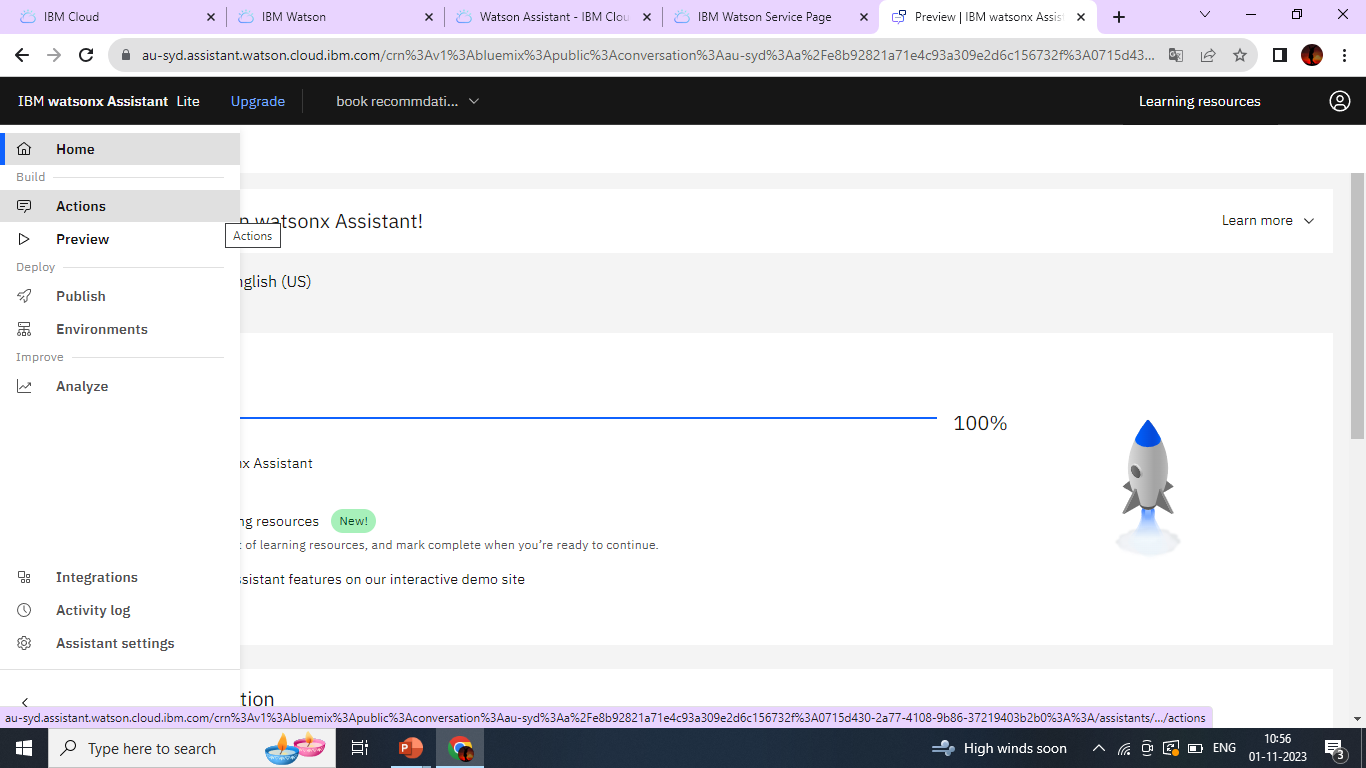 IBM Cloud
IBM Watson
Watson Assistant - IBM Clou
IBM Watson Service Page
Preview | IBM watsonx Assis
au-syd.assistant.watson.cloud.ibm.com/crn%3Av1%3Abluemix%3Apublic%3Aconversation%3Aau-syd%3Aa%2Fe8b92821a71e4c93a309e2d6c156732f%3A0715d43...
IBM watsonx Assistant Lite
Upgrade
book recommdati...
Learning resources
Home
Build
Actions
Preview
Actions
Deploy
Publish
Environments
Improve
Analyze
Integrations
Activity log
Assistant settings
watsonx Assistant!
Learn more
nglish (US)
100%
x Assistant
ng resources New!
of learning resources, and mark complete when you’re ready to continue.
ssistant features on our interactive demo site
tion
au-syd.assistant.watson.cloud.ibm.com/crn%3Av1%3Abluemix%3Apublic%3Aconversation%3Aau-syd%3Aa%2Fe8b92821a71e4c93a309e2d6c156732f%3A0715d430-2a77-4108-9b86-37219403b2b0%3A%3A/assistants/.../actions
Type here to search
High winds soon
ENG
10:56
01-11-2023
3